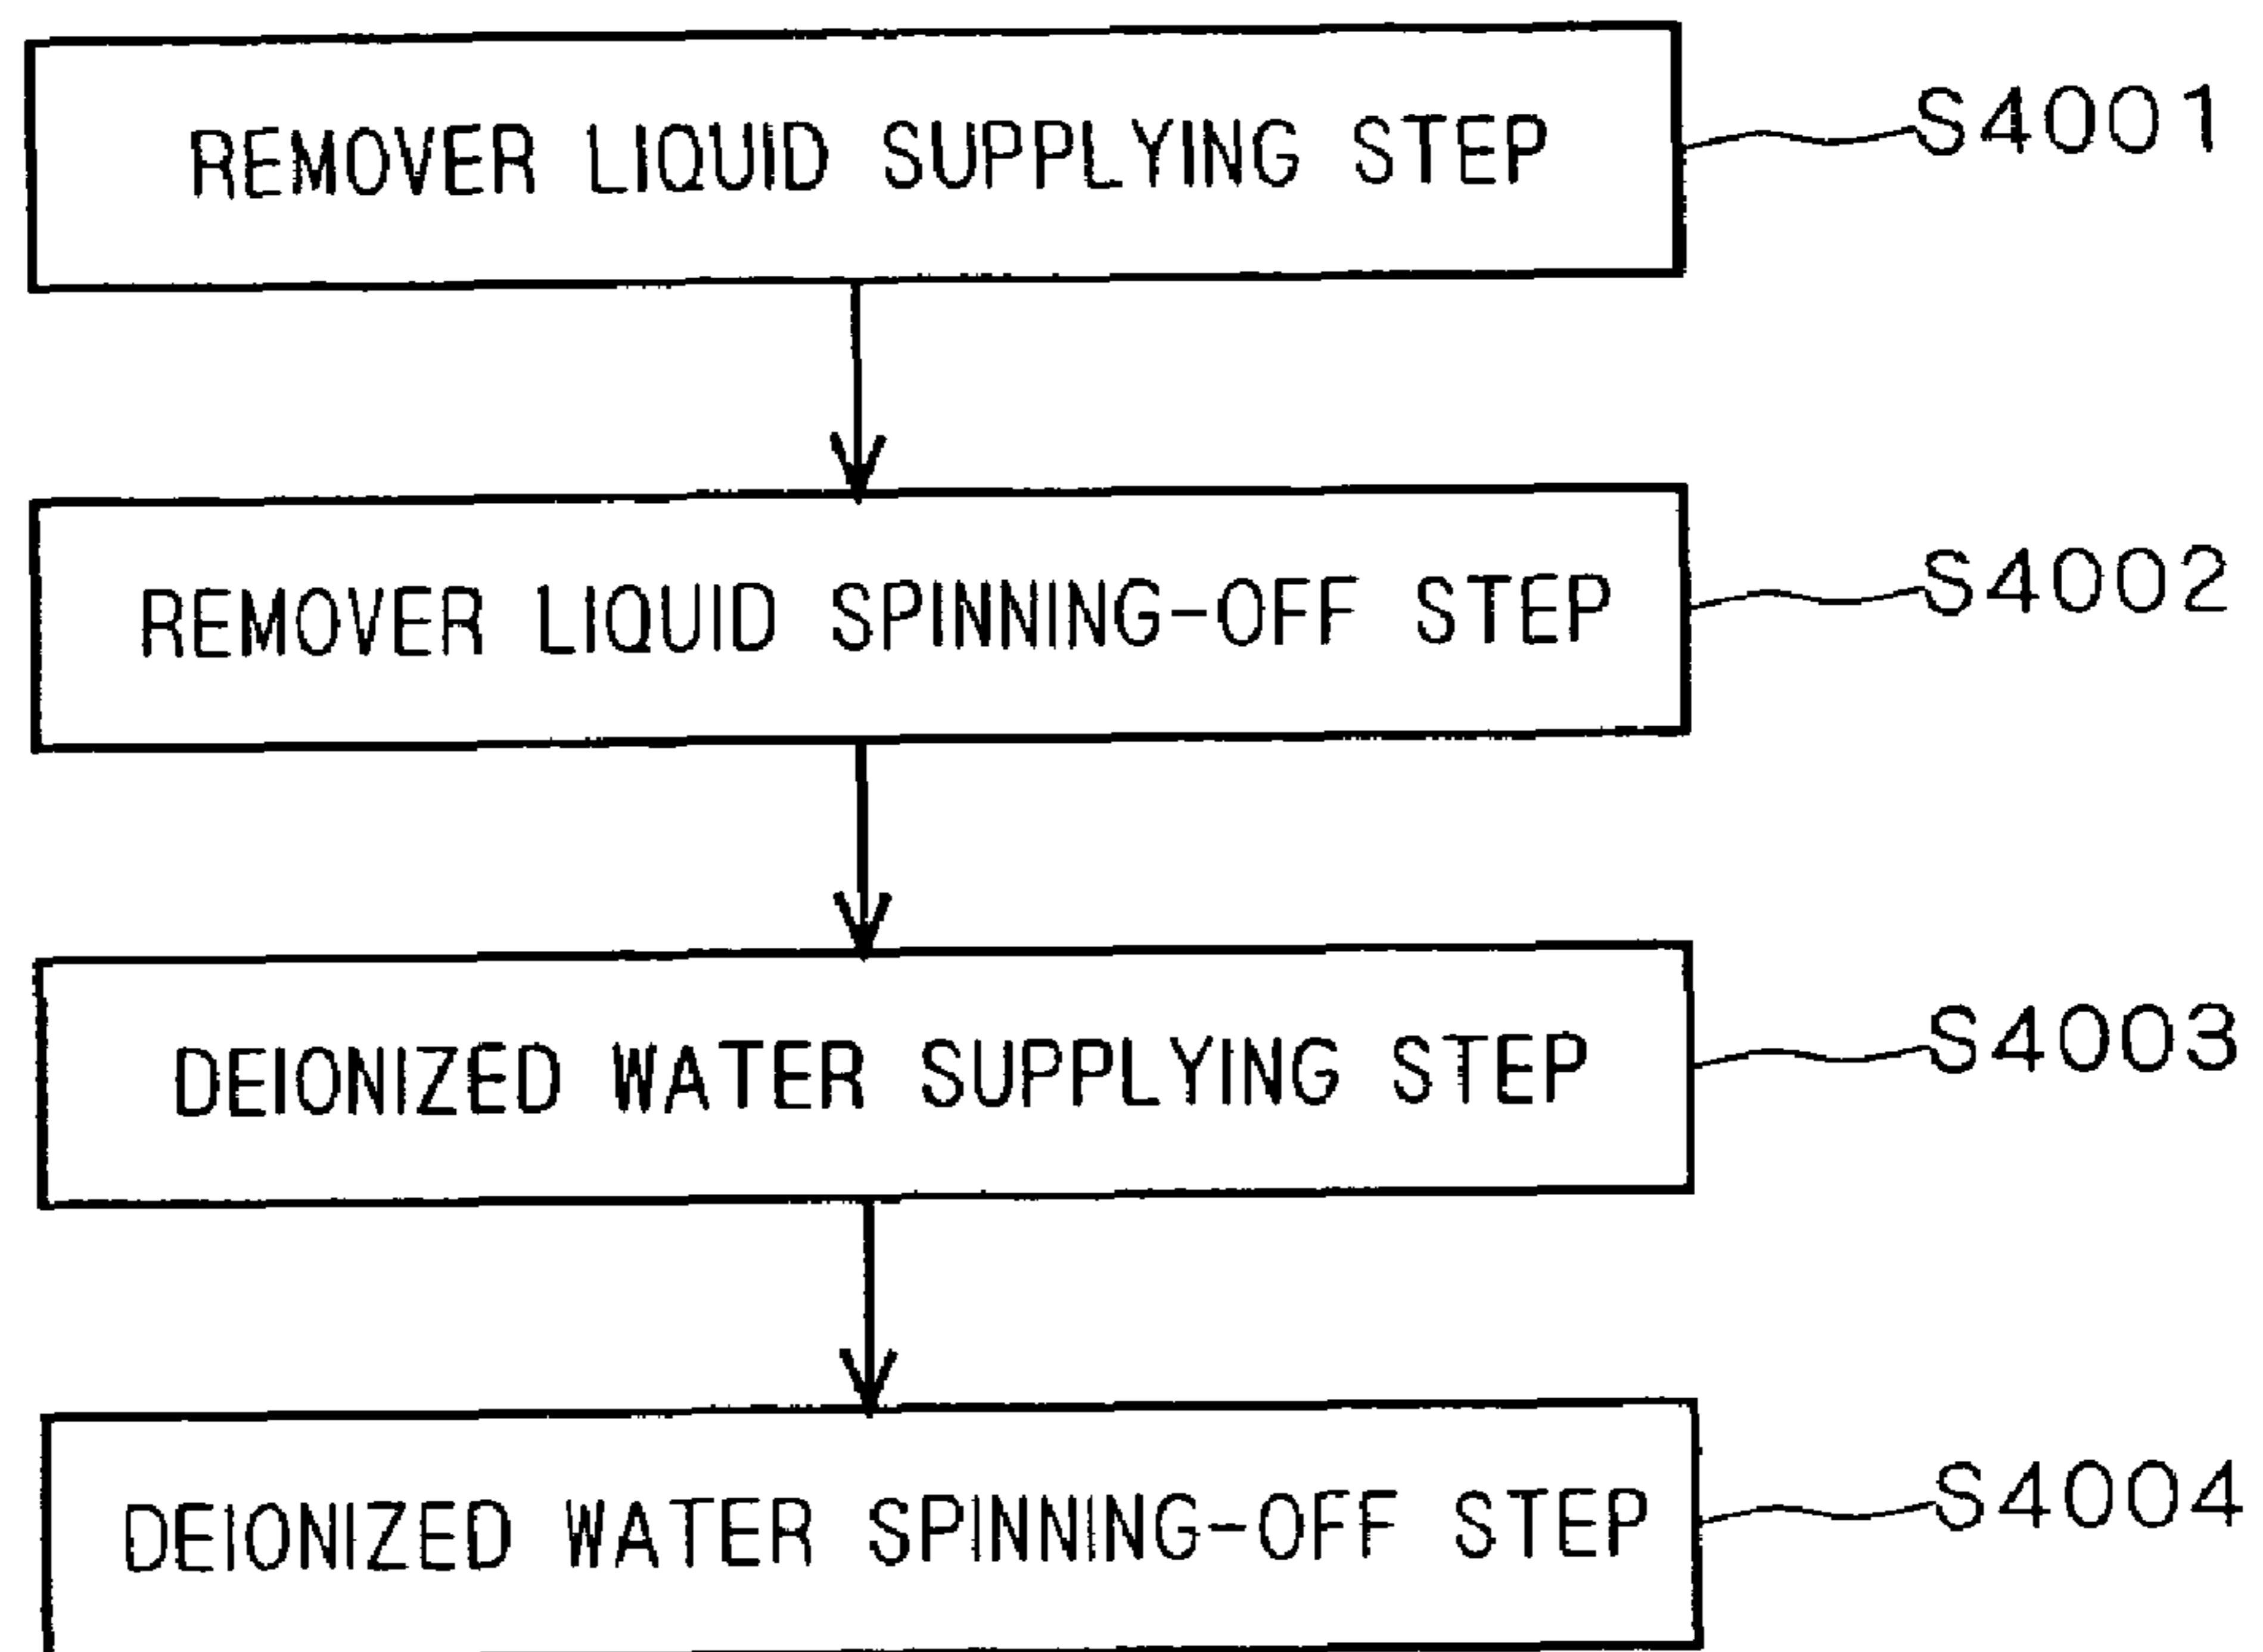 REMOVER LIQUID SUPPLYING STEP S4001
REMOVER LIQUID SPINNING-OFF STEP S4002
DEIONIZED WATER SUPPLYING STEP S4003
DEIONIZED WATER SPINNING-OFF STEP S4004